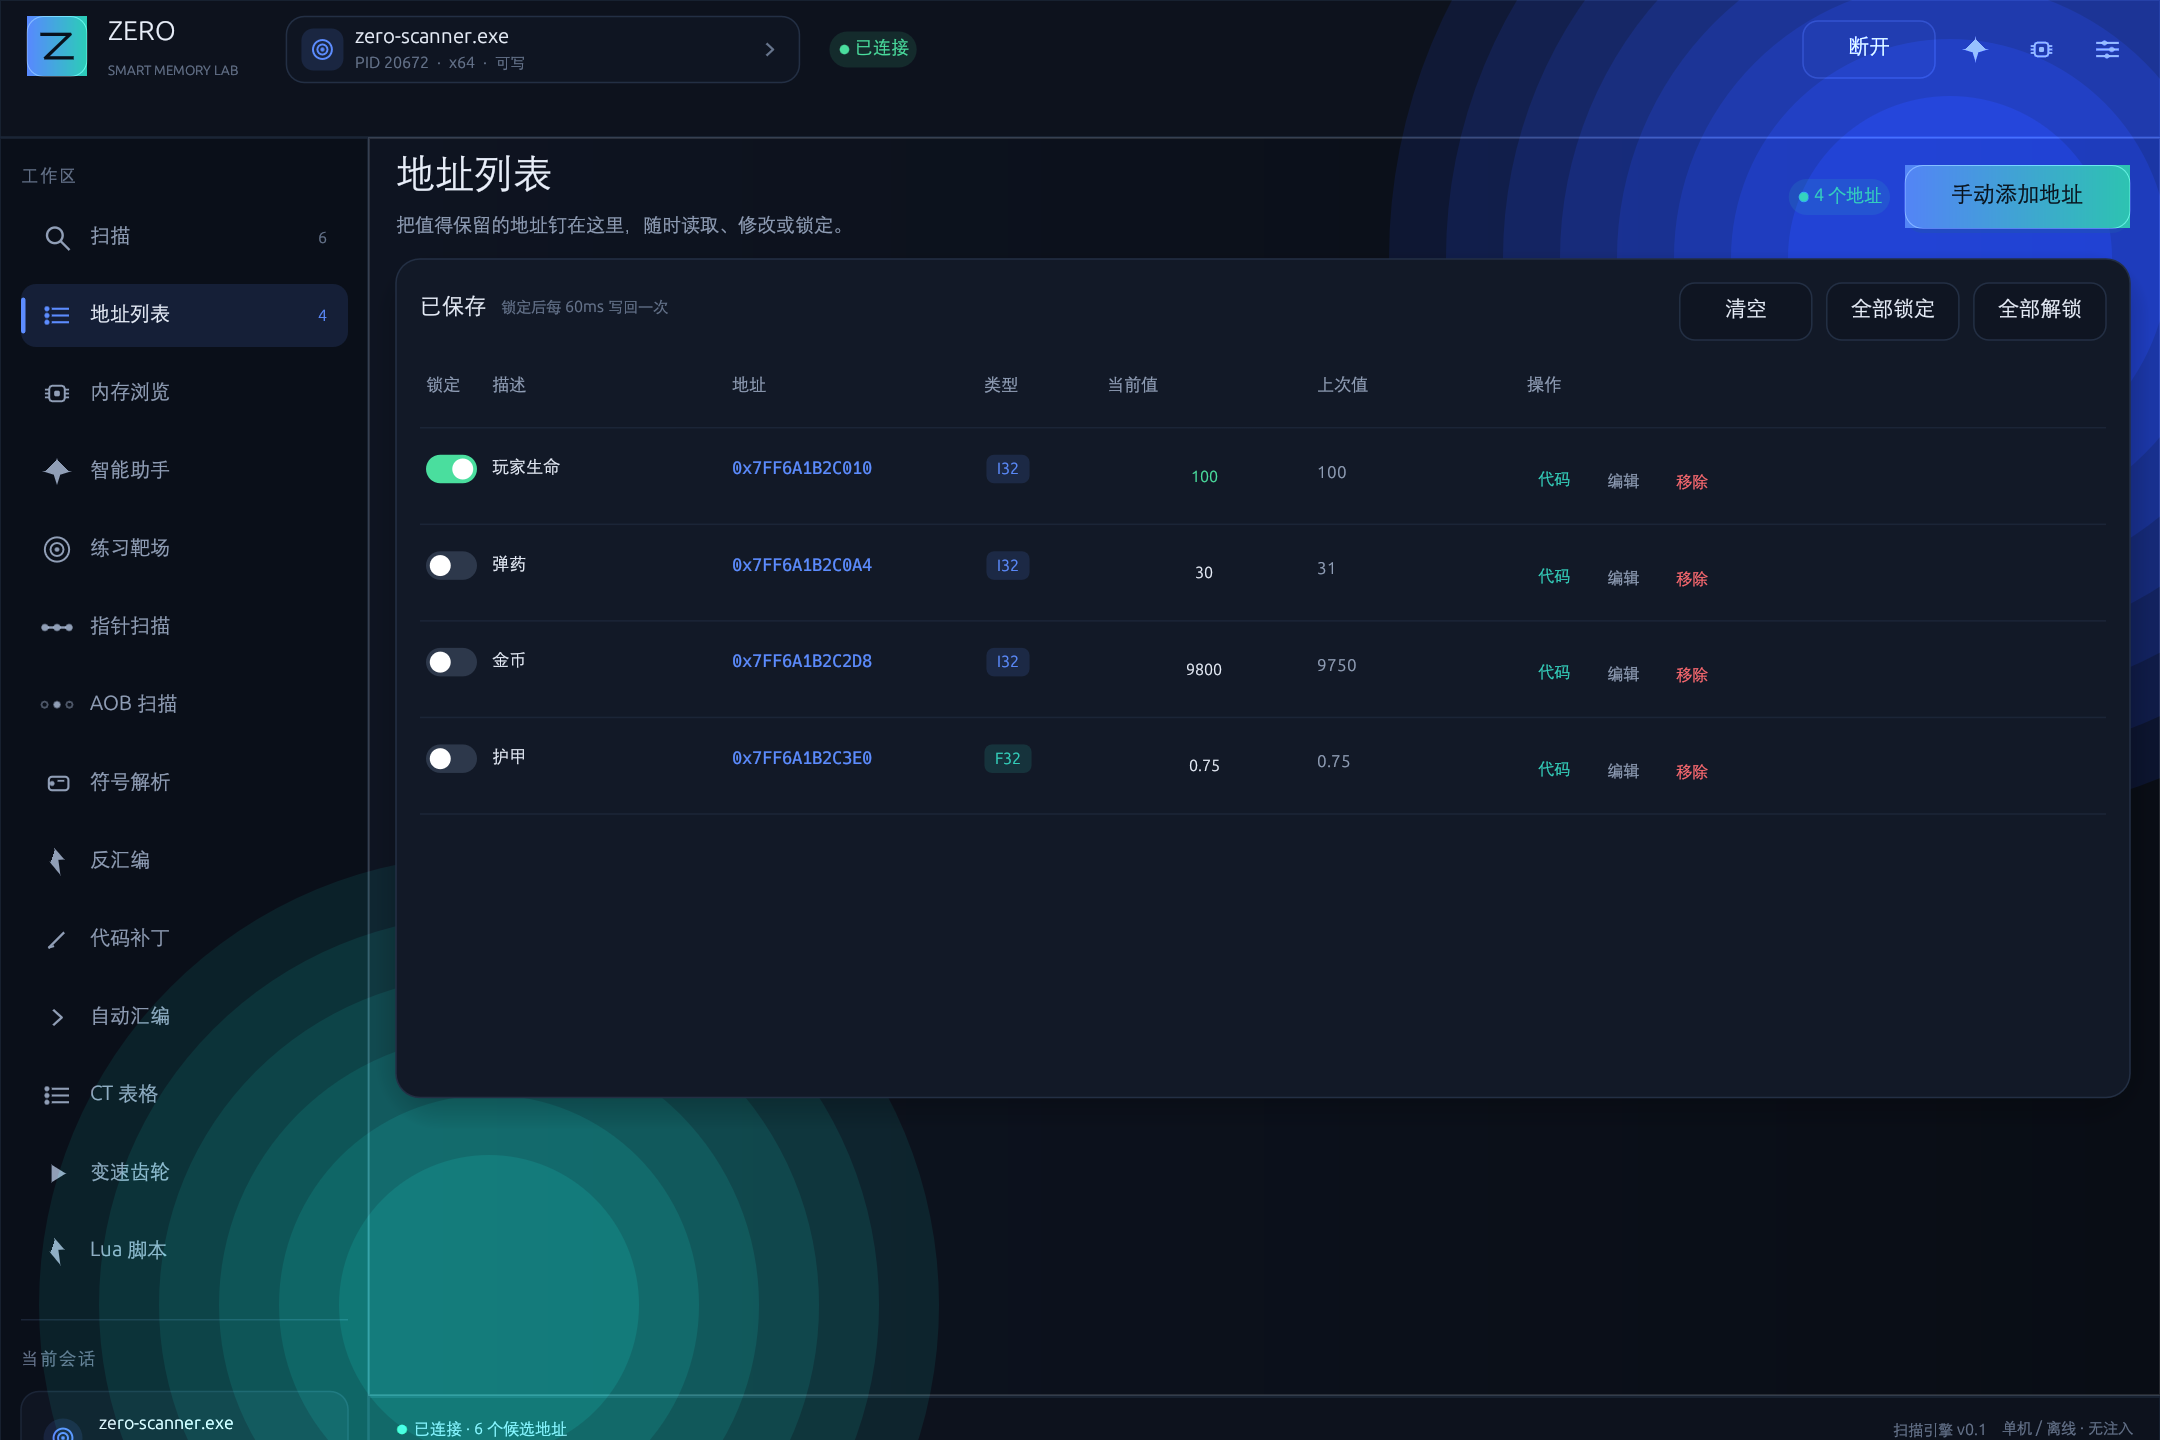 Z
ZERO
SMART MEMORY LAB
zero-scanner.exe
PID 20672 · x64 · 可写
已连接
断开
工作区
扫描 6
地址列表 4
内存浏览
智能助手
练习靶场
指针扫描
AOB 扫描
符号解析
反汇编
代码补丁
自动汇编
CT 表格
变速齿轮
Lua 脚本
当前会话
zero-scanner.exe
地址列表
把值得保留的地址钉在这里，随时读取、修改或锁定。
4 个地址
手动添加地址
已保存 锁定后每 60ms 写回一次
清空 全部锁定 全部解锁
锁定 描述 地址 类型 当前值 上次值 操作
玩家生命 0x7FF6A1B2C010 I32 100 100 代码 编辑 移除
弹药 0x7FF6A1B2C0A4 I32 30 31 代码 编辑 移除
金币 0x7FF6A1B2C2D8 I32 9800 9750 代码 编辑 移除
护甲 0x7FF6A1B2C3E0 F32 0.75 0.75 代码 编辑 移除
已连接 · 6 个候选地址
扫描引擎 v0.1 单机 / 离线 · 无注入